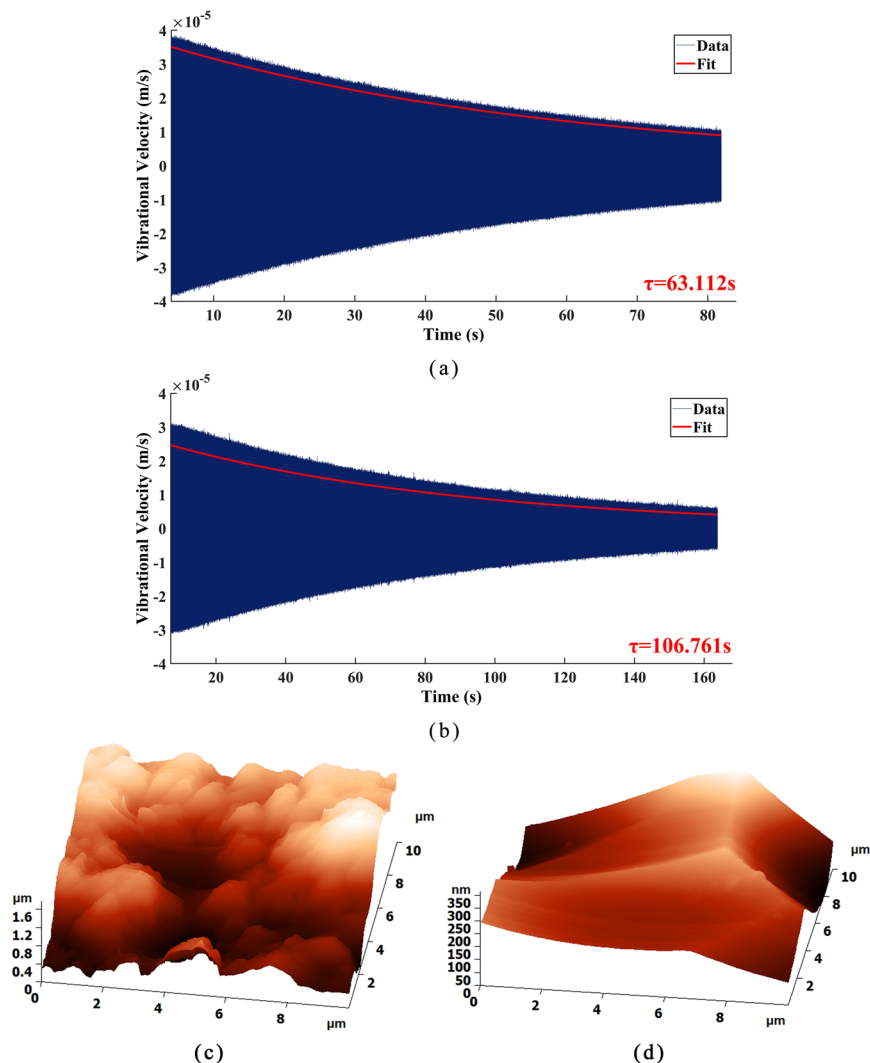 ×10⁻⁵
4
3
2
1
0
-1
-2
-3
-4
Vibrational Velocity (m/s)
Data
Fit
τ=63.112s
10 20 30 40 50 60 70 80
Time (s)
(a)
×10⁻⁵
4
3
2
1
0
-1
-2
-3
-4
Vibrational Velocity (m/s)
Data
Fit
τ=106.761s
20 40 60 80 100 120 140 160
Time (s)
(b)
µm
1.6
1.2
0.8
0.4
0
0 2 4 6 8 µm
2 4 6 8 10 µm
(c)
nm
350
300
250
200
150
100
50
0
0 2 4 6 8 µm
2 4 6 8 10 µm
(d)